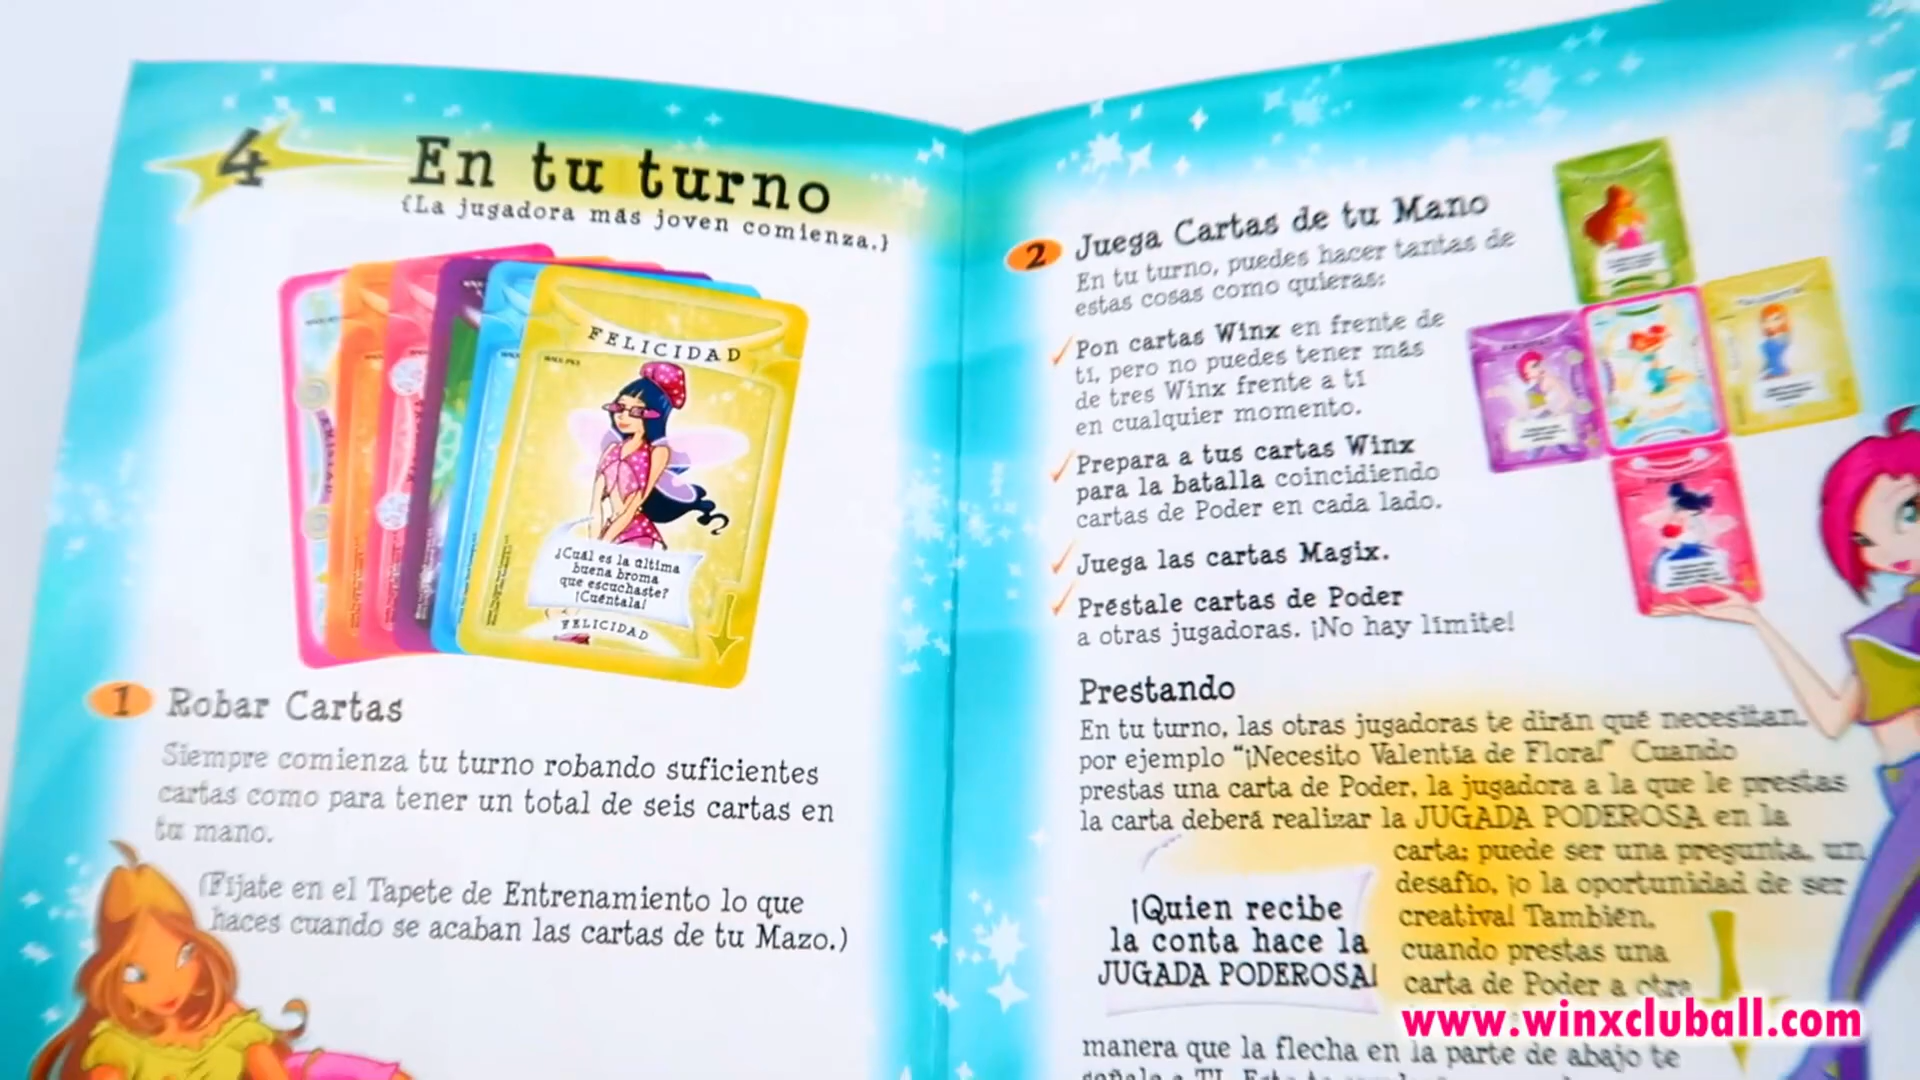 4
En tu turno
(La jugadora más joven comienza.)
FELICIDAD
¿Cuál es la última
buena broma
que escuchaste?
¡Cuéntala!
FELICIDAD
1 Robar Cartas
Siempre comienza tu turno robando suficientes
cartas como para tener un total de seis cartas en
tu mano.
(Fíjate en el Tapete de Entrenamiento lo que
haces cuando se acaban las cartas de tu Mazo.)
2 Juega Cartas de tu Mano
En tu turno, puedes hacer tantas de
estas cosas como quieras:
Pon cartas Winx en frente de
ti, pero no puedes tener más
de tres Winx frente a ti
en cualquier momento.
Prepara a tus cartas Winx
para la batalla coincidiendo
cartas de Poder en cada lado.
Juega las cartas Magix.
Préstale cartas de Poder
a otras jugadoras. ¡No hay límite!
Prestando
En tu turno, las otras jugadoras te dirán qué necesitan,
por ejemplo “¡Necesito Valentía de Flora!” Cuando
prestas una carta de Poder, la jugadora a la que le prestas
la carta deberá realizar la JUGADA PODEROSA en la
carta; puede ser una pregunta, un
desafío, ¡o la oportunidad de ser
creativa! También,
cuando prestas una
carta de Poder a otra
¡Quien recibe
la conta hace la
JUGADA PODEROSA!
manera que la flecha en la parte de abajo te
www.winxcluball.com